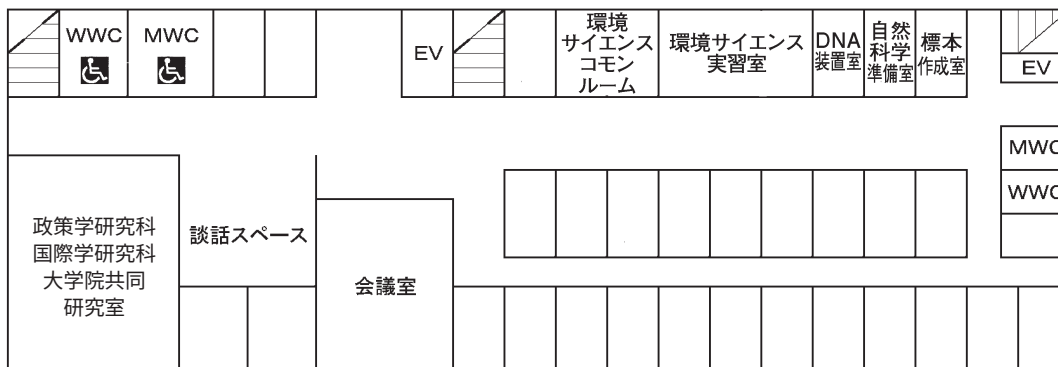 WWC
MWC
EV
環境
サイエンス
コモン
ルーム
環境サイエンス
実習室
DNA
装置室
自然
科学
準備室
標本
作成室
EV
MWC
WWC
政策学研究科
国際学研究科
大学院共同
研究室
談話スペース
会議室